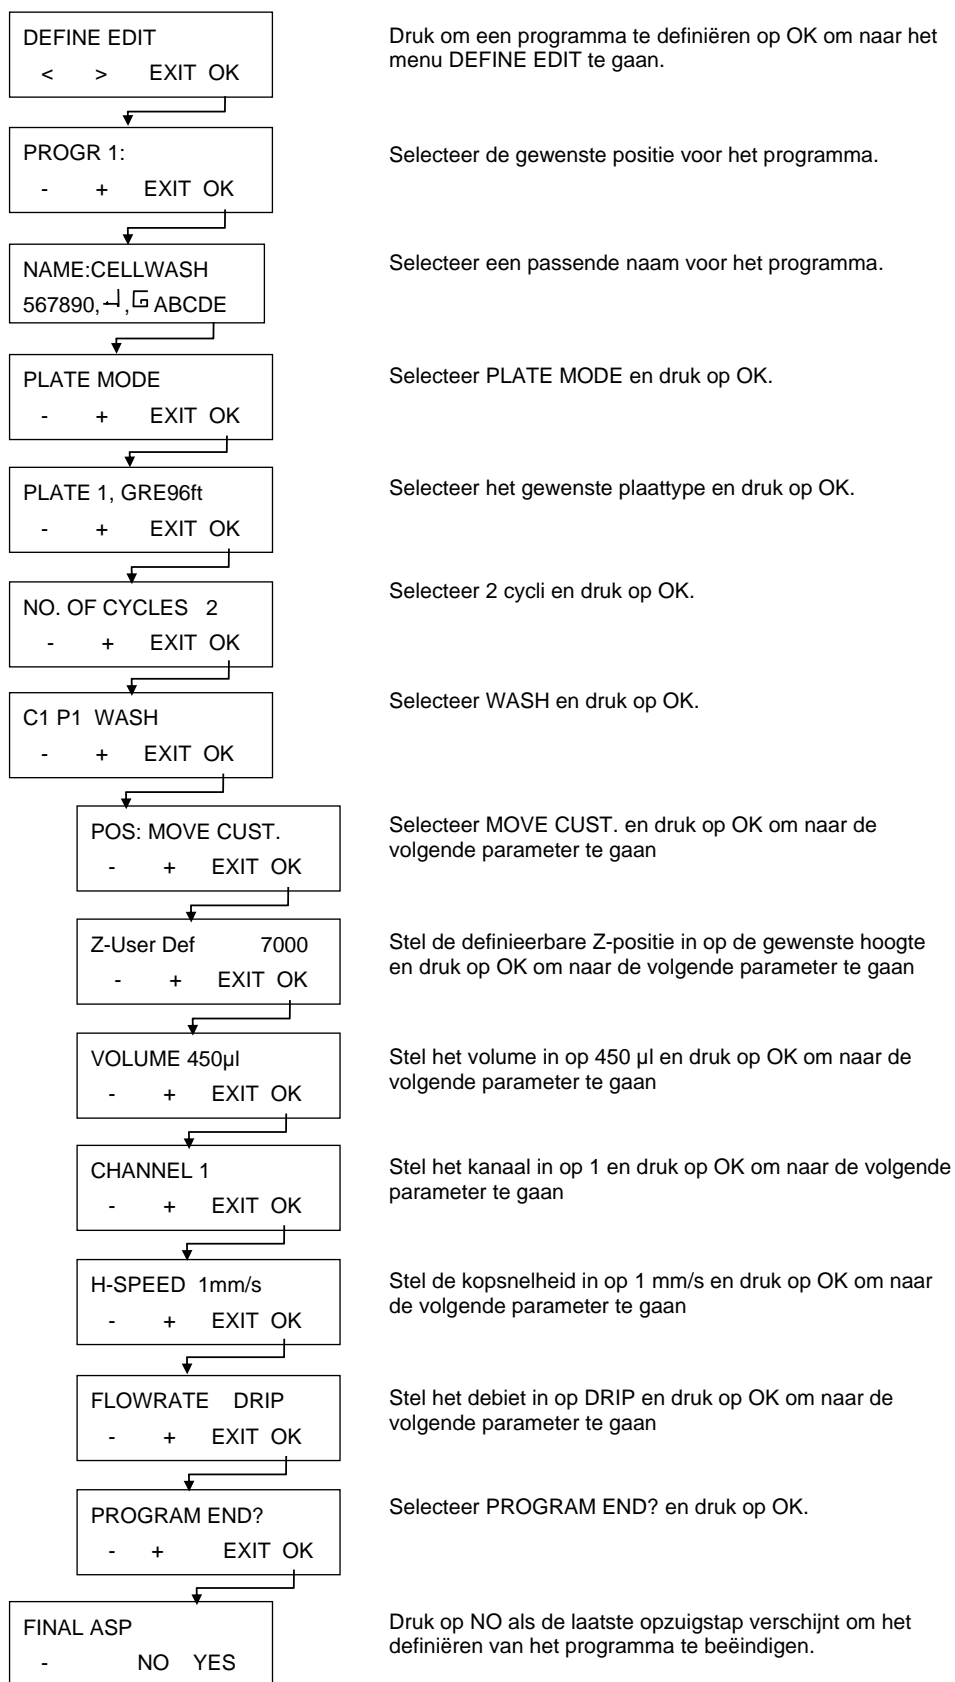 DEFINE EDIT
< > EXIT OK
Druk om een programma te definiëren op OK om naar het
menu DEFINE EDIT te gaan.
PROGR 1:
- + EXIT OK
Selecteer de gewenste positie voor het programma.
NAME:CELLWASH
567890, , ABCDE
Selecteer een passende naam voor het programma.
PLATE MODE
- + EXIT OK
Selecteer PLATE MODE en druk op OK.
PLATE 1, GRE96ft
- + EXIT OK
Selecteer het gewenste plaattype en druk op OK.
NO. OF CYCLES 2
- + EXIT OK
Selecteer 2 cycli en druk op OK.
C1 P1 WASH
- + EXIT OK
Selecteer WASH en druk op OK.
POS: MOVE CUST.
- + EXIT OK
Selecteer MOVE CUST. en druk op OK om naar de
volgende parameter te gaan
Z-User Def 7000
- + EXIT OK
Stel de definieerbare Z-positie in op de gewenste hoogte
en druk op OK om naar de volgende parameter te gaan
VOLUME 450µl
- + EXIT OK
Stel het volume in op 450 µl en druk op OK om naar de
volgende parameter te gaan
CHANNEL 1
- + EXIT OK
Stel het kanaal in op 1 en druk op OK om naar de volgende
parameter te gaan
H-SPEED 1mm/s
- + EXIT OK
Stel de kopsnelheid in op 1 mm/s en druk op OK om naar
de volgende parameter te gaan
FLOWRATE DRIP
- + EXIT OK
Stel het debiet in op DRIP en druk op OK om naar de
volgende parameter te gaan
PROGRAM END?
- + EXIT OK
Selecteer PROGRAM END? en druk op OK.
FINAL ASP
- NO YES
Druk op NO als de laatste opzuigstap verschijnt om het
definiëren van het programma te beëindigen.